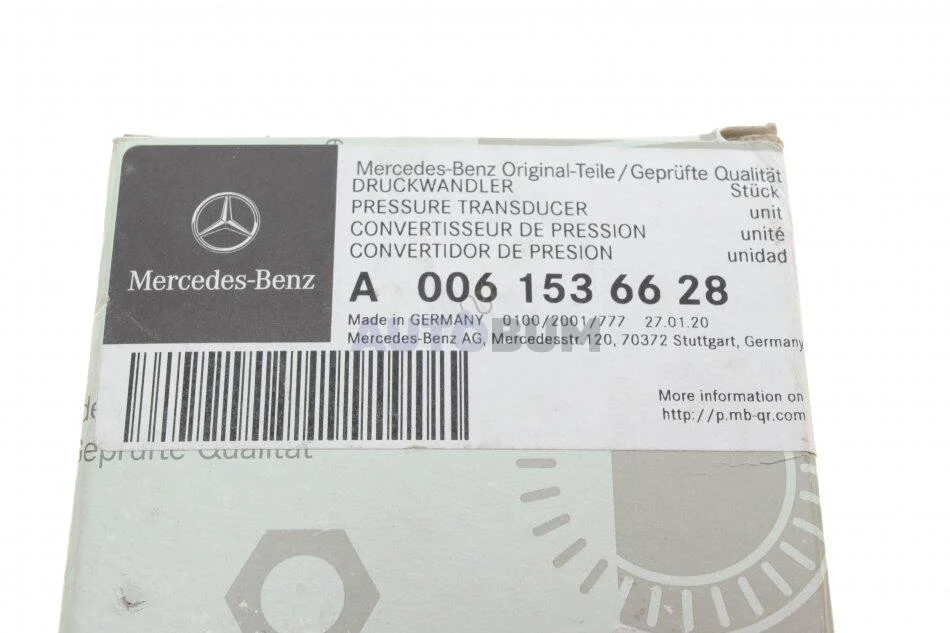 Mercedes-Benz
Mercedes-Benz Original-Teile/Geprüfte Qualität
DRUCKWANDLER Stück
PRESSURE TRANSDUCER unit
CONVERTISSEUR DE PRESSION unité
CONVERTIDOR DE PRESION unidad
A 006 153 66 28
Made in GERMANY 0100/2001/777 27.01.20
AUTOBUM
Mercedes-Benz AG, Mercedesstr.120, 70372 Stuttgart, Germany
More information on
http://p.mb-qr.com
de
Geprüfte Qualität